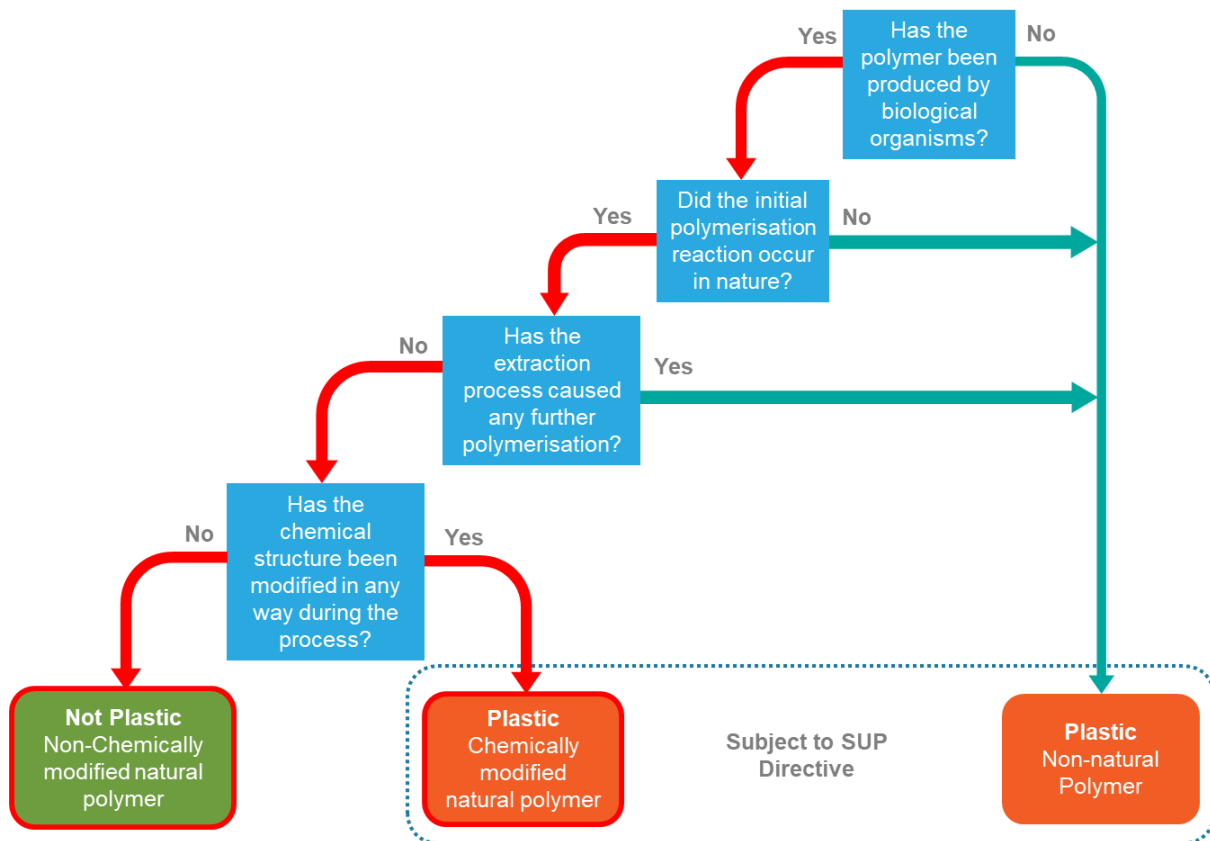 Yes
Has the
polymer been
produced by
biological
organisms?
No
Yes
Did the initial
polymerisation
reaction occur
in nature?
No
No
Has the
extraction
process caused
any further
polymerisation?
Yes
No
Has the
chemical
structure been
modified in any
way during the
process?
Yes
Not Plastic
Non-Chemically
modified natural
polymer
Plastic
Chemically
modified
natural polymer
Subject to SUP
Directive
Plastic
Non-natural
Polymer